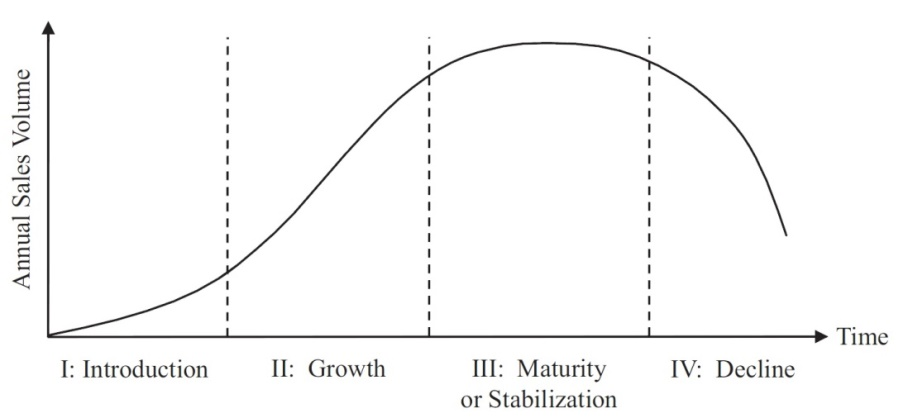 Annual Sales Volume
Time
I: Introduction
II: Growth
III: Maturity
or Stabilization
IV: Decline